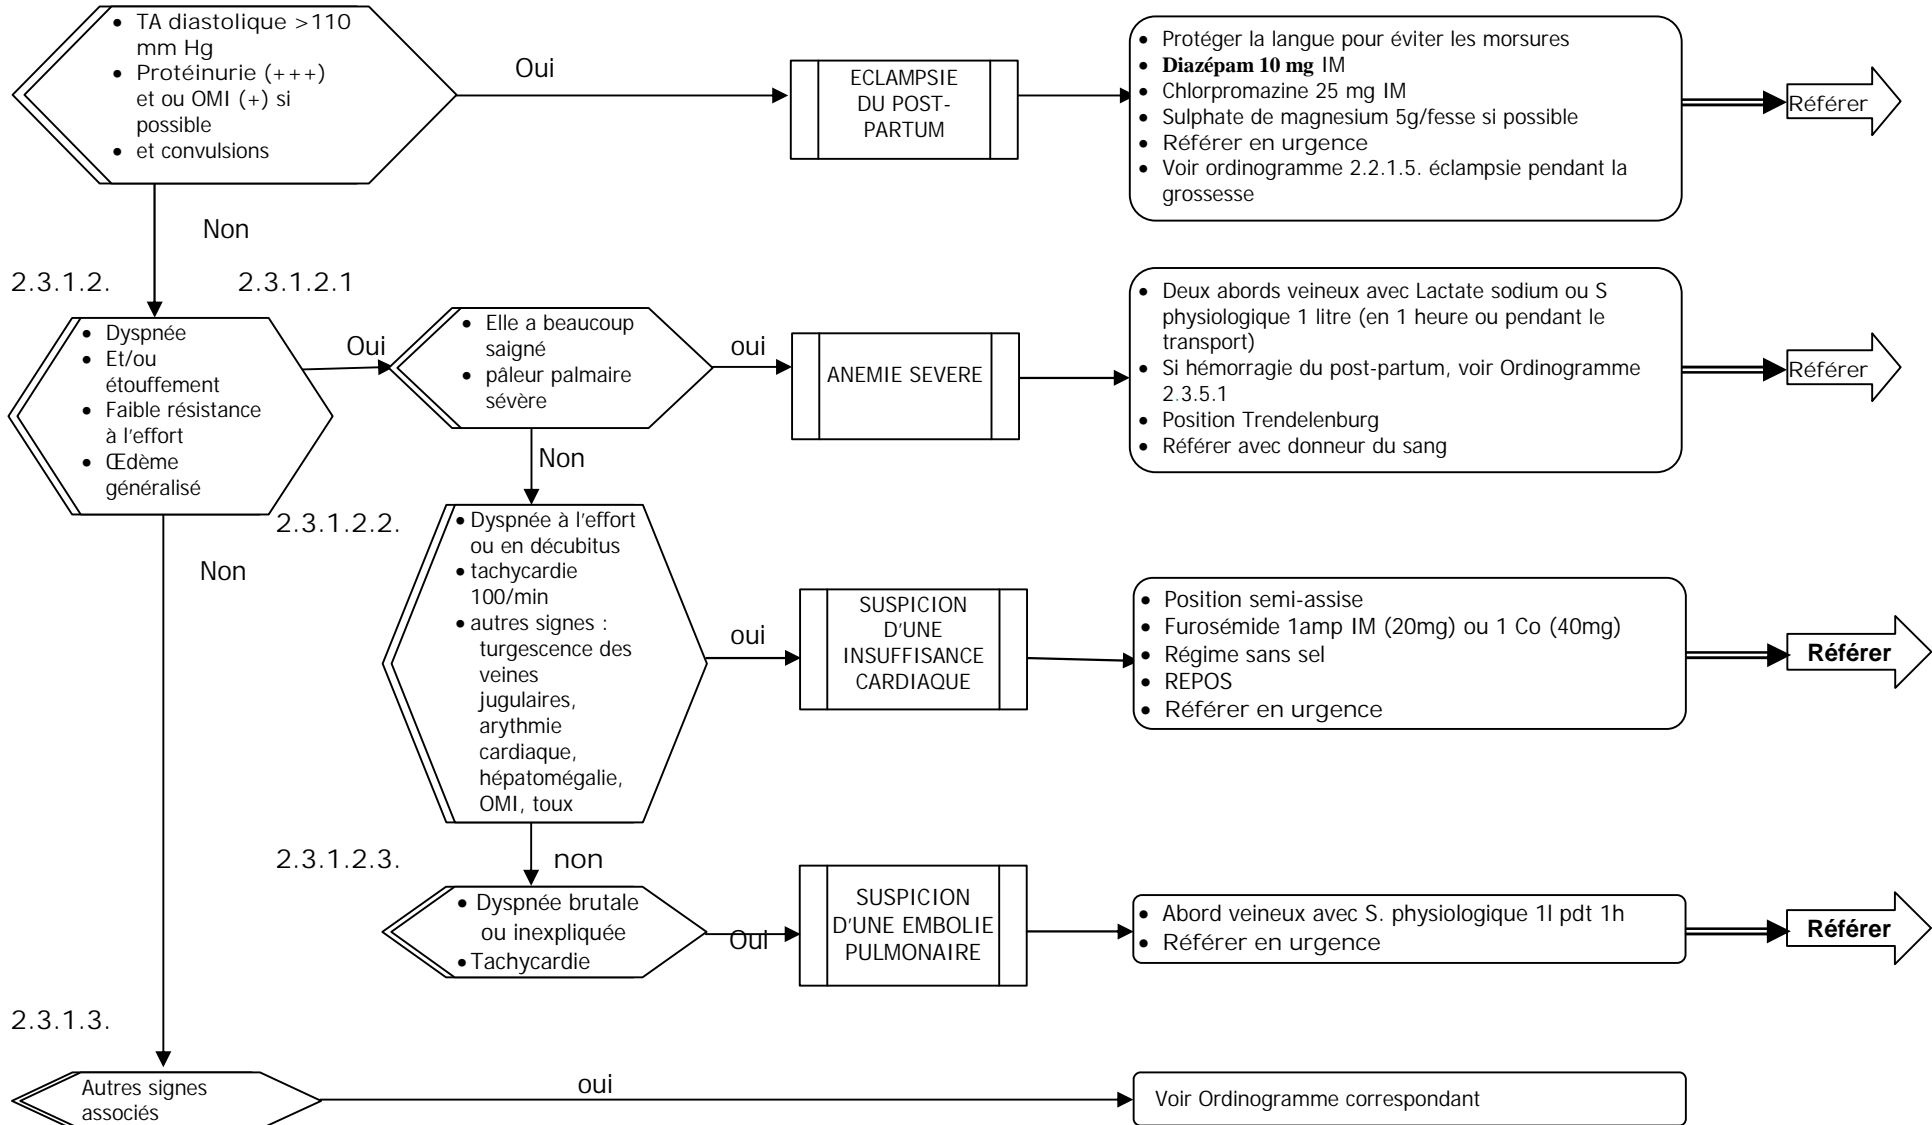 • TA diastolique >110
mm Hg
• Protéinurie (+++)
et ou OMI (+) si
possible
• et convulsions
Oui
ECLAMPSIE
DU POST-
PARTUM
• Protéger la langue pour éviter les morsures
• Diazépam 10 mg IM
• Chlorpromazine 25 mg IM
• Sulphate de magnesium 5g/fesse si possible
• Référer en urgence
• Voir ordinogramme 2.2.1.5. éclampsie pendant la
grossesse
Référer
Non
2.3.1.2.
2.3.1.2.1
• Dyspnée
• Et/ou
étouffement
• Faible résistance
à l'effort
• Œdème
généralisé
Oui
• Elle a beaucoup
saigné
• pâleur palmaire
sévère
oui
ANEMIE SEVERE
• Deux abords veineux avec Lactate sodium ou S
physiologique 1 litre (en 1 heure ou pendant le
transport)
• Si hémorragie du post-partum, voir Ordinogramme
2.3.5.1
• Position Trendelenburg
• Référer avec donneur du sang
Référer
Non
2.3.1.2.2.
Non
• Dyspnée à l'effort
ou en décubitus
• tachycardie
100/min
• autres signes :
turgescence des
veines
jugulaires,
arythmie
cardiaque,
hépatomégalie,
OMI, toux
oui
SUSPICION
D'UNE
INSUFFISANCE
CARDIAQUE
• Position semi-assise
• Furosémide 1amp IM (20mg) ou 1 Co (40mg)
• Régime sans sel
• REPOS
• Référer en urgence
Référer
2.3.1.2.3.
non
• Dyspnée brutale
ou inexpliquée
• Tachycardie
Oui
SUSPICION
D'UNE EMBOLIE
PULMONAIRE
• Abord veineux avec S. physiologique 1l pdt 1h
• Référer en urgence
Référer
2.3.1.3.
Autres signes
associés
oui
Voir Ordinogramme correspondant